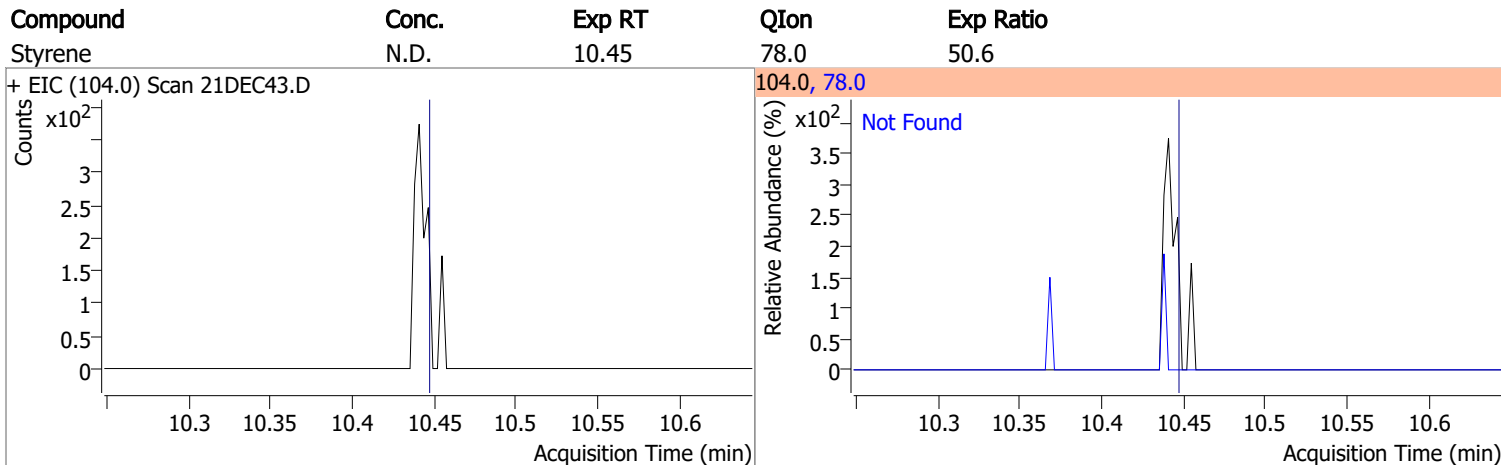 Compound Conc. Exp RT QIon Exp Ratio
Styrene N.D. 10.45 78.0 50.6
+ EIC (104.0) Scan 21DEC43.D
Counts
x10²
3
2.5
2
1.5
1
0.5
0
10.3 10.35 10.4 10.45 10.5 10.55 10.6
Acquisition Time (min)
104.0, 78.0
Relative Abundance (%)
x10²
Not Found
3.5
3
2.5
2
1.5
1
0.5
0
10.3 10.35 10.4 10.45 10.5 10.55 10.6
Acquisition Time (min)